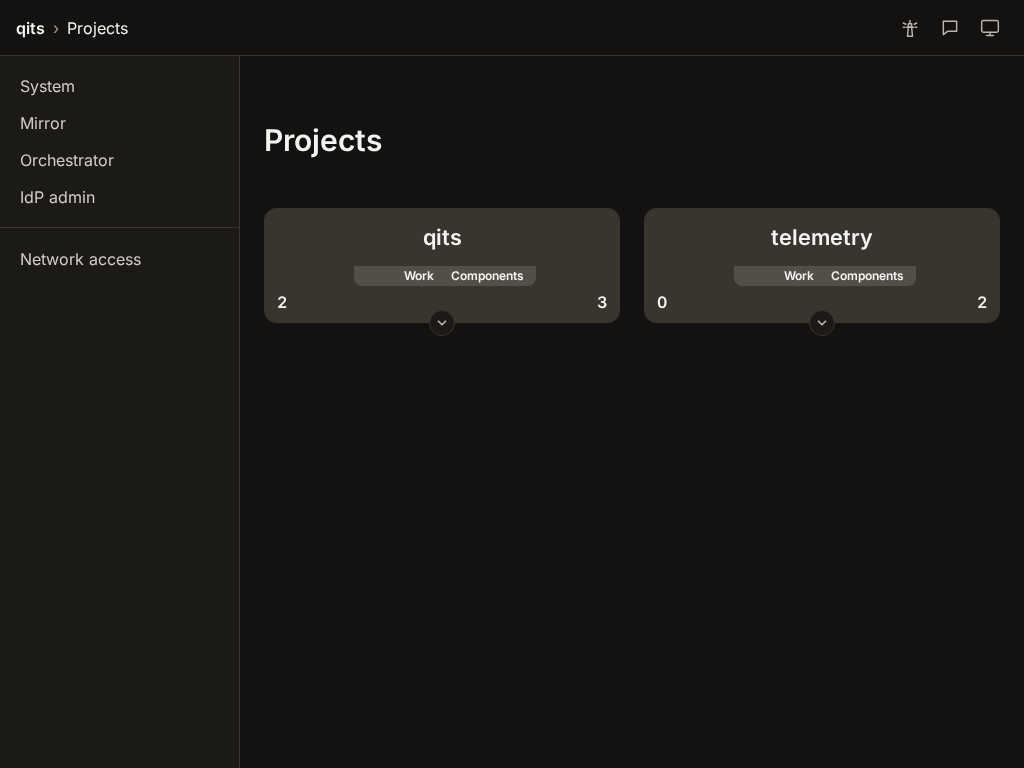 qits › Projects
System
Mirror
Orchestrator
IdP admin
Network access
Projects
qits
Work Components
2 3
telemetry
Work Components
0 2